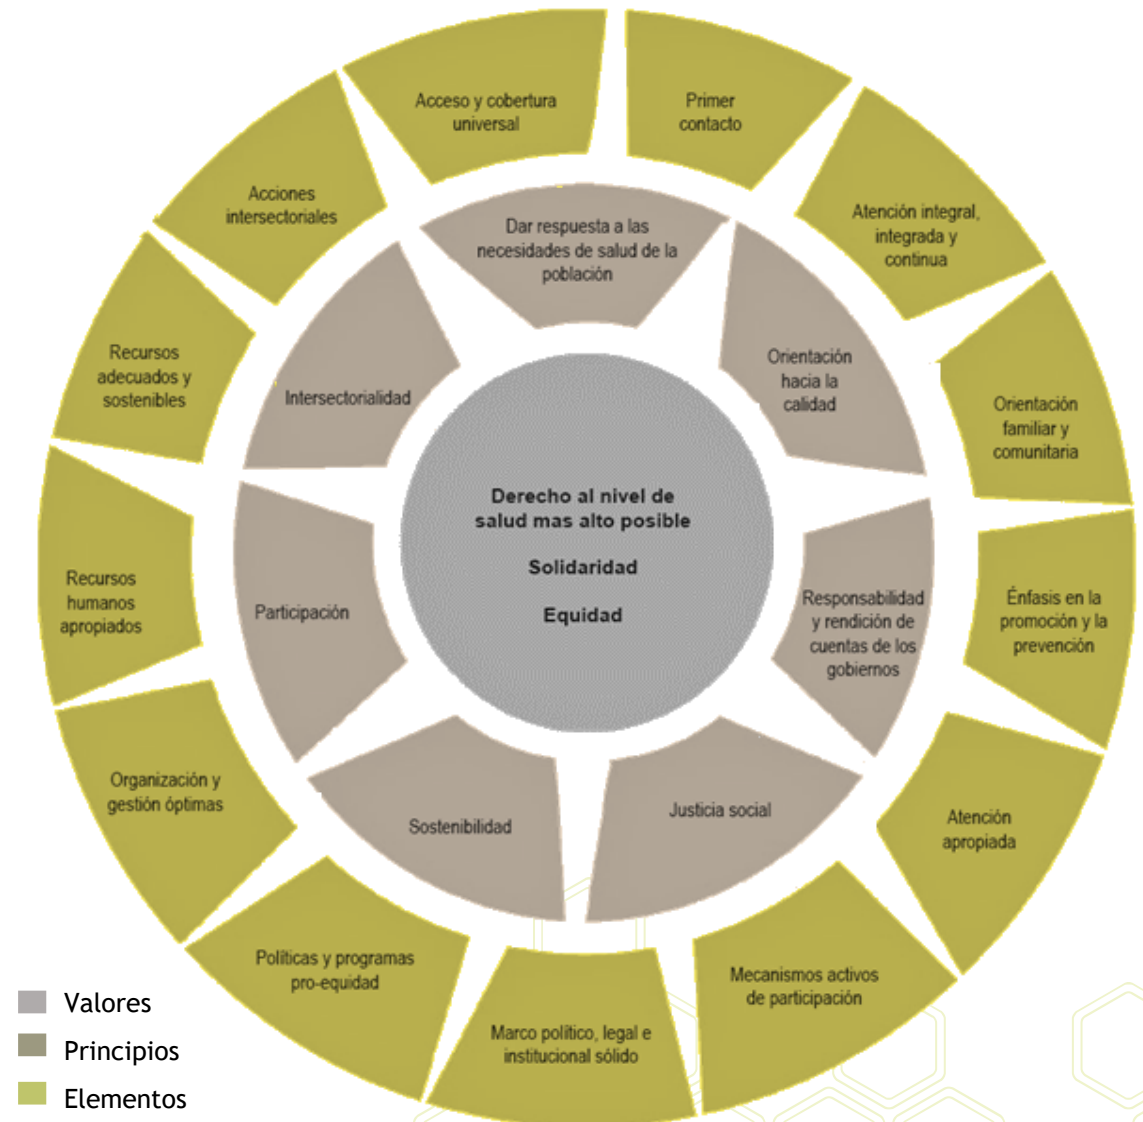 Acceso y cobertura
universal
Primer
contacto
Atención integral,
integrada y
continua
Orientación
familiar y
comunitaria
Énfasis en la
promoción y la
prevención
Atención
apropiada
Mecanismos activos
de participación
Marco político, legal e
institucional sólido
Políticas y programas
pro-equidad
Organización y
gestión óptimas
Recursos
humanos
apropiados
Recursos
adecuados y
sostenibles
Acciones
intersectoriales
Dar respuesta a las
necesidades de salud de la
población
Orientación
hacia la
calidad
Responsabilidad
y rendición de
cuentas de los
gobiernos
Justicia social
Sostenibilidad
Participación
Intersectorialidad
Derecho al nivel de
salud mas alto posible
Solidaridad
Equidad
Valores
Principios
Elementos